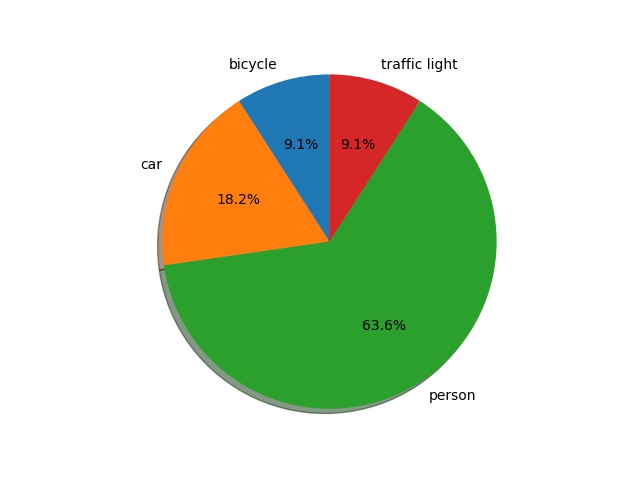 bicycle
traffic light
9.1%
9.1%
car
18.2%
63.6%
person